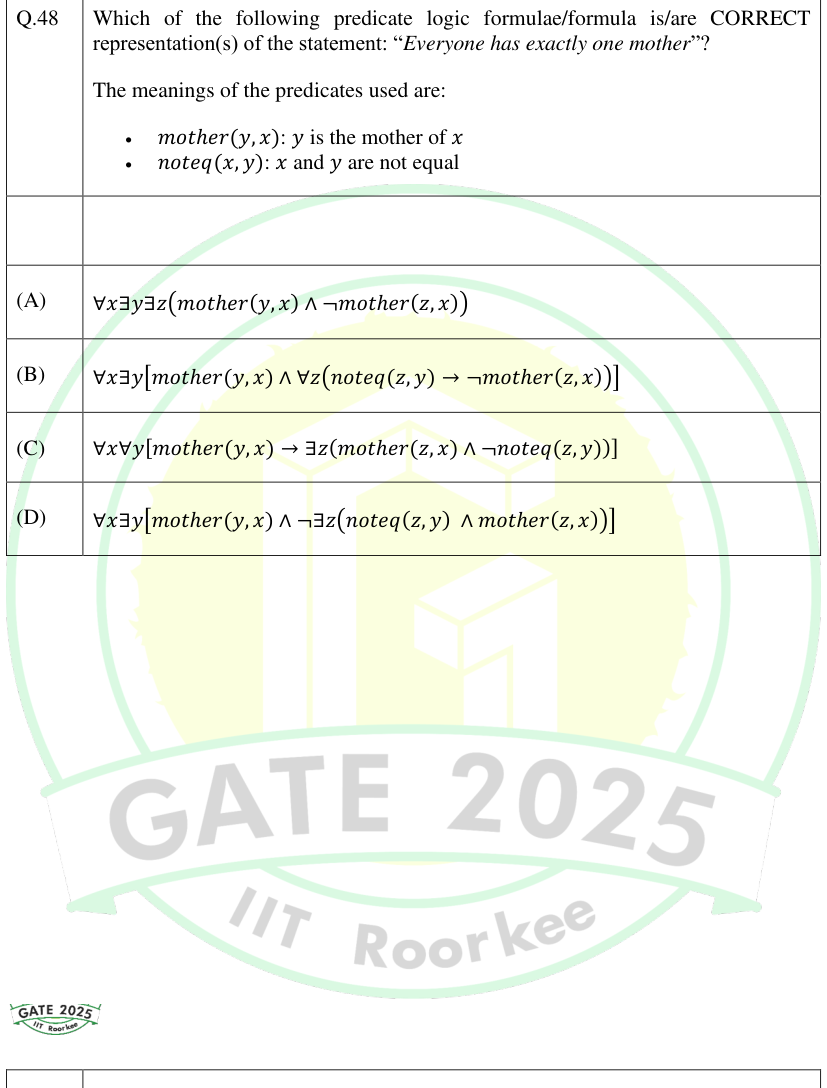 Q.48 Which of the following predicate logic formulae/formula is/are CORRECT
representation(s) of the statement: “Everyone has exactly one mother”?
The meanings of the predicates used are:
• mother(y, x): y is the mother of x
• noteq(x, y): x and y are not equal
(A) ∀x∃y∃z(mother(y, x) ∧ ¬mother(z, x))
(B) ∀x∃y[mother(y, x) ∧ ∀z(noteq(z, y) → ¬mother(z, x))]
(C) ∀x∀y[mother(y, x) → ∃z(mother(z, x) ∧ ¬noteq(z, y))]
(D) ∀x∃y[mother(y, x) ∧ ¬∃z(noteq(z, y) ∧ mother(z, x))]
GATE 2025
IIT Roorkee
GATE 2025
IIT Roorkee